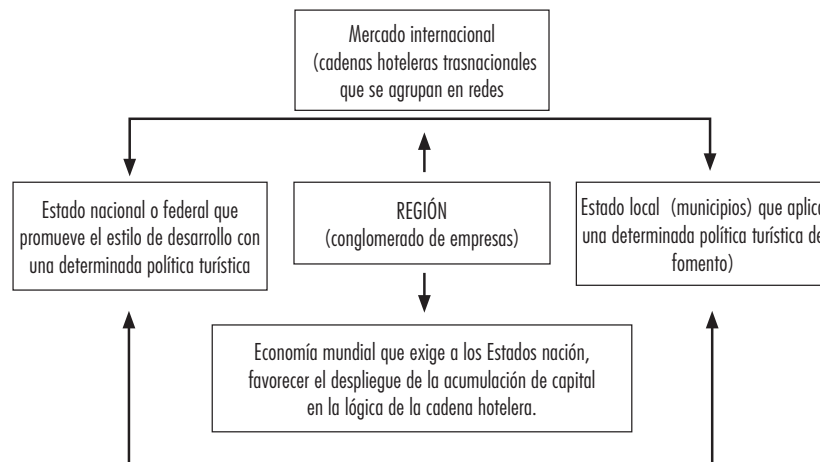 Mercado internacional
(cadenas hoteleras trasnacionales
que se agrupan en redes
Estado nacional o federal que
promueve el estilo de desarrollo con
una determinada política turística
REGIÓN
(conglomerado de empresas)
Estado local (municipios) que aplica
una determinada política turística de
fomento)
Economía mundial que exige a los Estados nación,
favorecer el despliegue de la acumulación de capital
en la lógica de la cadena hotelera.